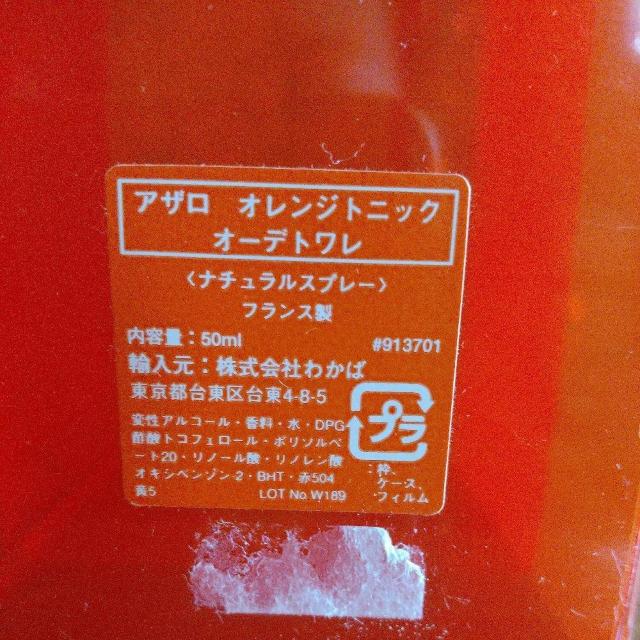 アザロ オレンジトニック
オーデトワレ
〈ナチュラルスプレー〉
フランス製
内容量：50ml #913701
輸入元：株式会社わかば
東京都台東区台東4-8-5
変性アルコール・香料・水・DPG・
酢酸トコフェロール・ポリソルベ
ート20・リノール酸・リノレン酸
オキシベンゾン-2・BHT・赤504
黄5 LOT No.W189
プラ
：枠、
ケース、
フィルム